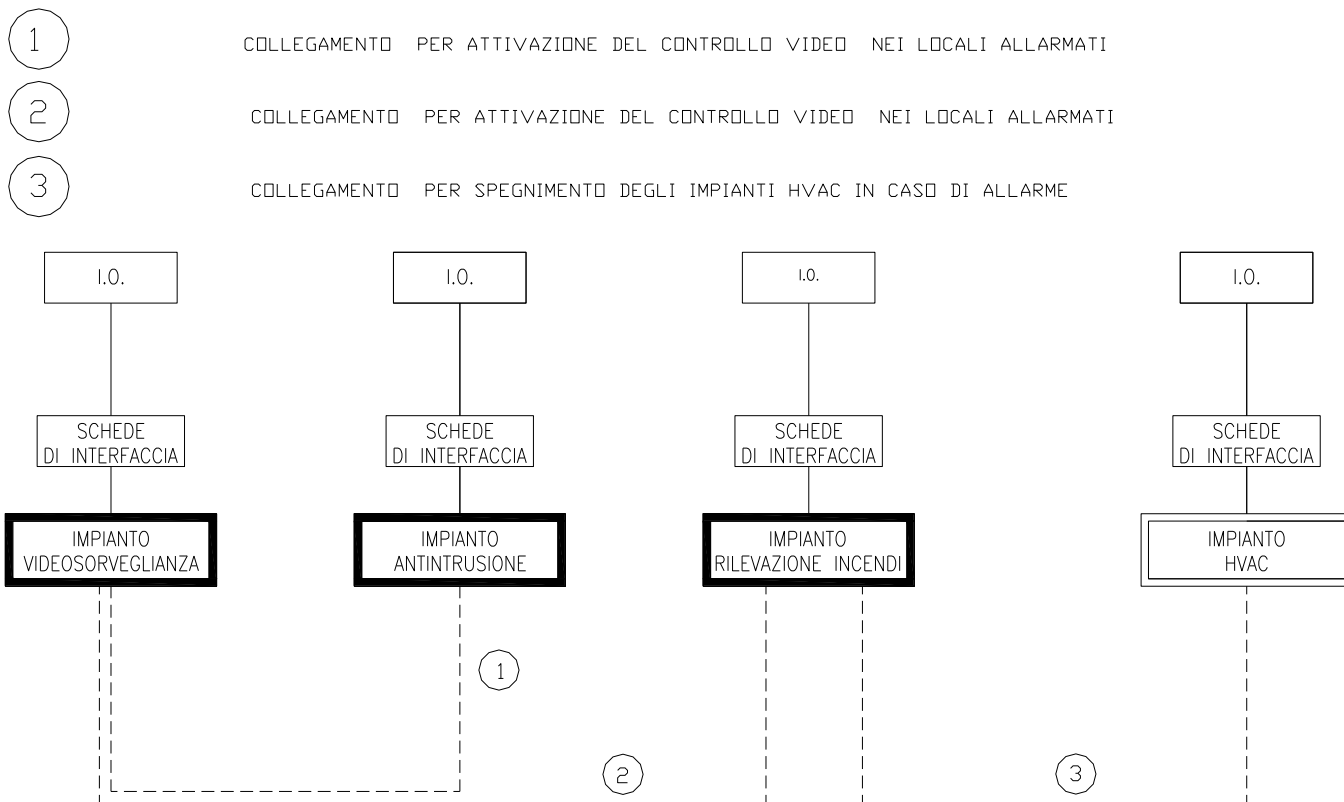 1
COLLEGAMENTO PER ATTIVAZIONE DEL CONTROLLO VIDEO NEI LOCALI ALLARMATI
2
COLLEGAMENTO PER ATTIVAZIONE DEL CONTROLLO VIDEO NEI LOCALI ALLARMATI
3
COLLEGAMENTO PER SPEGNIMENTO DEGLI IMPIANTI HVAC IN CASO DI ALLARME
I.O.
I.O.
I.O.
I.O.
SCHEDE
DI INTERFACCIA
SCHEDE
DI INTERFACCIA
SCHEDE
DI INTERFACCIA
SCHEDE
DI INTERFACCIA
IMPIANTO
VIDEOSORVEGLIANZA
IMPIANTO
ANTINTRUSIONE
IMPIANTO
RILEVAZIONE INCENDI
IMPIANTO
HVAC
1
2
3